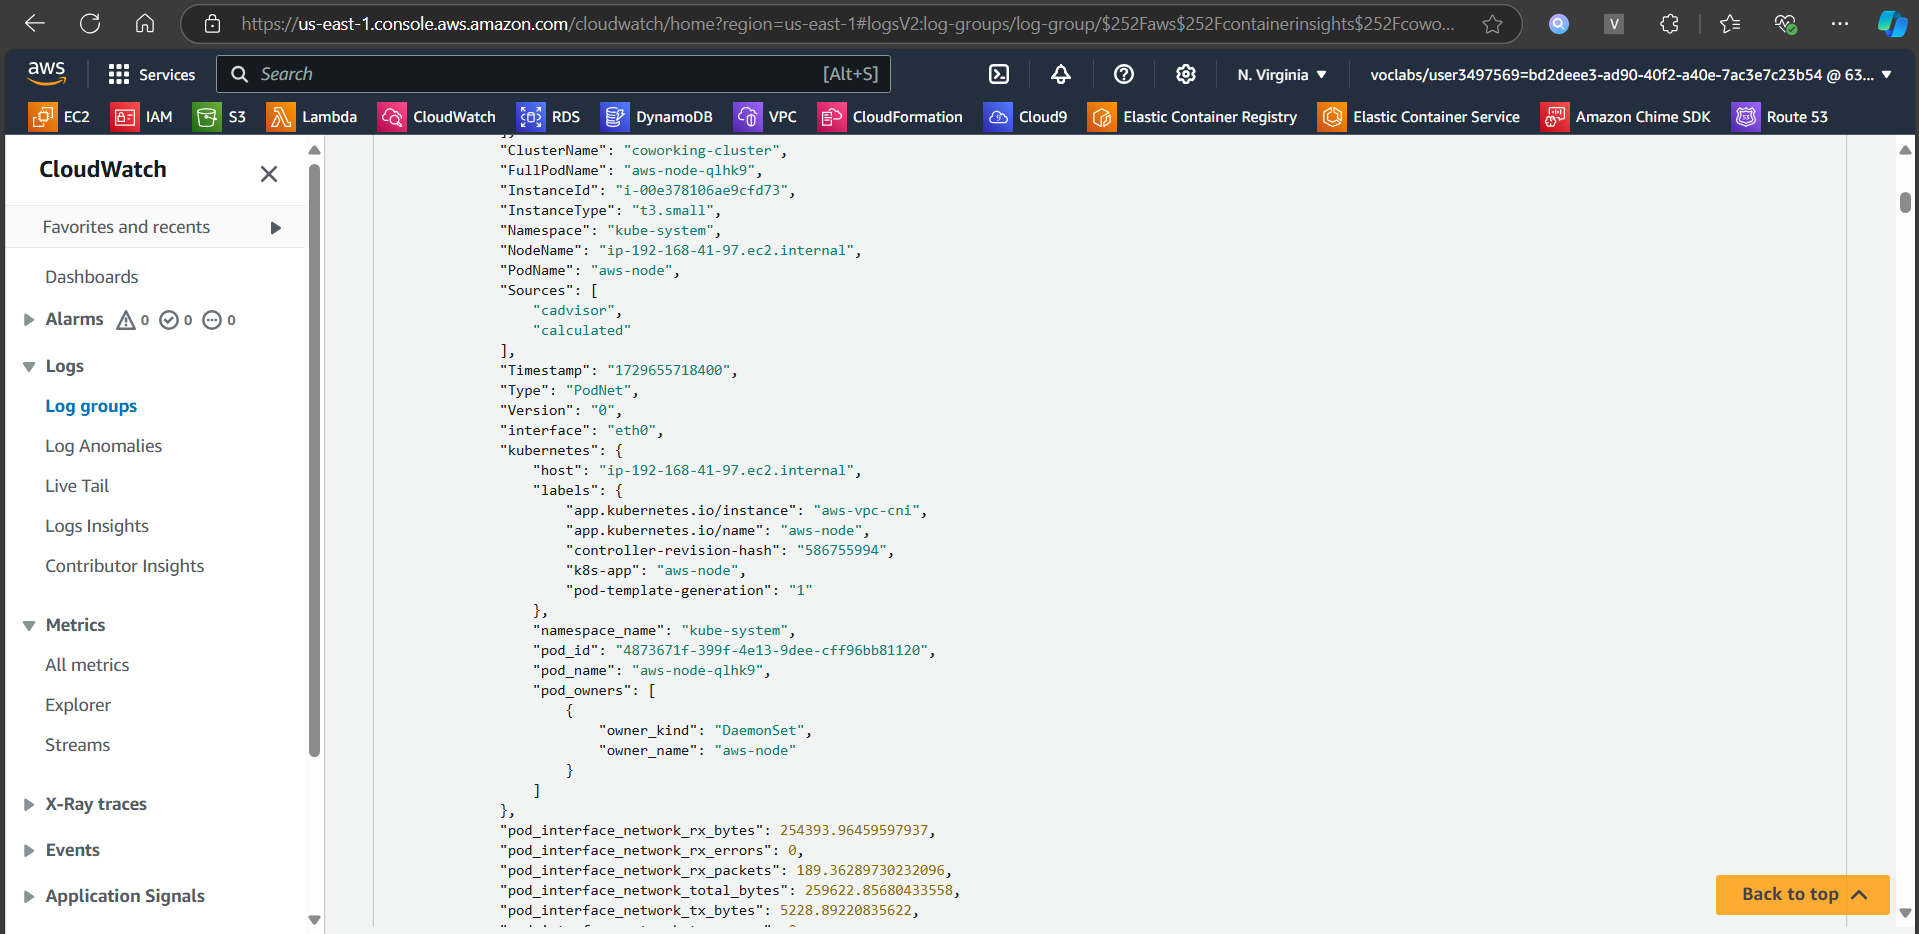 https://us-east-1.console.aws.amazon.com/cloudwatch/home?region=us-east-1#logsV2:log-groups/log-group/$252Faws$252Fcontainerinsights$252Fcowo...
V
aws
Services
Search
[Alt+S]
N. Virginia
voclabs/user3497569=bd2deee3-ad90-40f2-a40e-7ac3e7c23b54 @ 63...
EC2
IAM
S3
Lambda
CloudWatch
RDS
DynamoDB
VPC
CloudFormation
Cloud9
Elastic Container Registry
Elastic Container Service
Amazon Chime SDK
Route 53
CloudWatch
Favorites and recents
Dashboards
Alarms 0 0 0
Logs
Log groups
Log Anomalies
Live Tail
Logs Insights
Contributor Insights
Metrics
All metrics
Explorer
Streams
X-Ray traces
Events
Application Signals
"ClusterName": "coworking-cluster",
"FullPodName": "aws-node-qlhk9",
"InstanceId": "i-00e378106ae9cfd73",
"InstanceType": "t3.small",
"Namespace": "kube-system",
"NodeName": "ip-192-168-41-97.ec2.internal",
"PodName": "aws-node",
"Sources": [
"cadvisor",
"calculated"
],
"Timestamp": "1729655718400",
"Type": "PodNet",
"Version": "0",
"interface": "eth0",
"kubernetes": {
"host": "ip-192-168-41-97.ec2.internal",
"labels": {
"app.kubernetes.io/instance": "aws-vpc-cni",
"app.kubernetes.io/name": "aws-node",
"controller-revision-hash": "586755994",
"k8s-app": "aws-node",
"pod-template-generation": "1"
},
"namespace_name": "kube-system",
"pod_id": "4873671f-399f-4e13-9dee-cff96bb81120",
"pod_name": "aws-node-qlhk9",
"pod_owners": [
{
"owner_kind": "DaemonSet",
"owner_name": "aws-node"
}
]
},
"pod_interface_network_rx_bytes": 254393.96459597937,
"pod_interface_network_rx_errors": 0,
"pod_interface_network_rx_packets": 189.36289730232096,
"pod_interface_network_total_bytes": 259622.85680433558,
"pod_interface_network_tx_bytes": 5228.89220835622,
Back to top